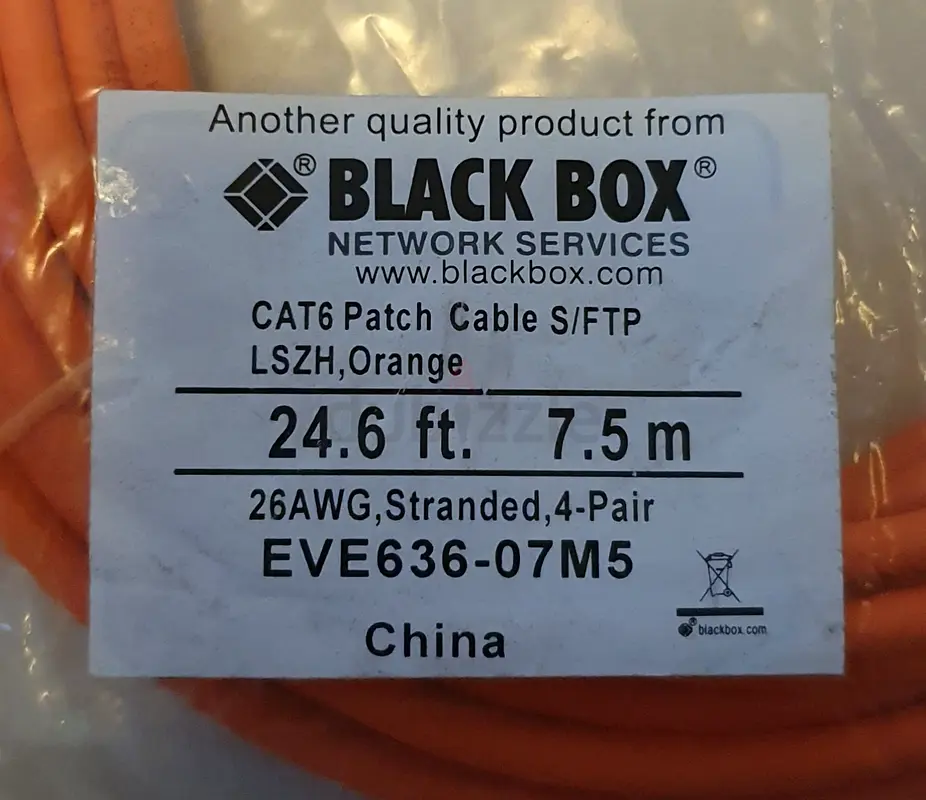 Another quality product from
® BLACK BOX®
NETWORK SERVICES
www.blackbox.com
CAT6 Patch Cable S/FTP
LSZH,Orange
24.6 ft. 7.5 m
dubizzle
26AWG,Stranded,4-Pair
EVE636-07M5
® blackbox.com
China